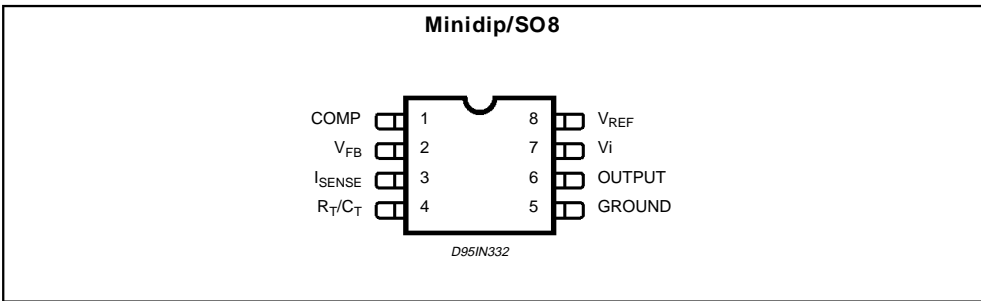 Minidip/SO8
COMP 1 8 VREF
VFB 2 7 Vi
ISENSE 3 6 OUTPUT
RT/CT 4 5 GROUND
D95IN332